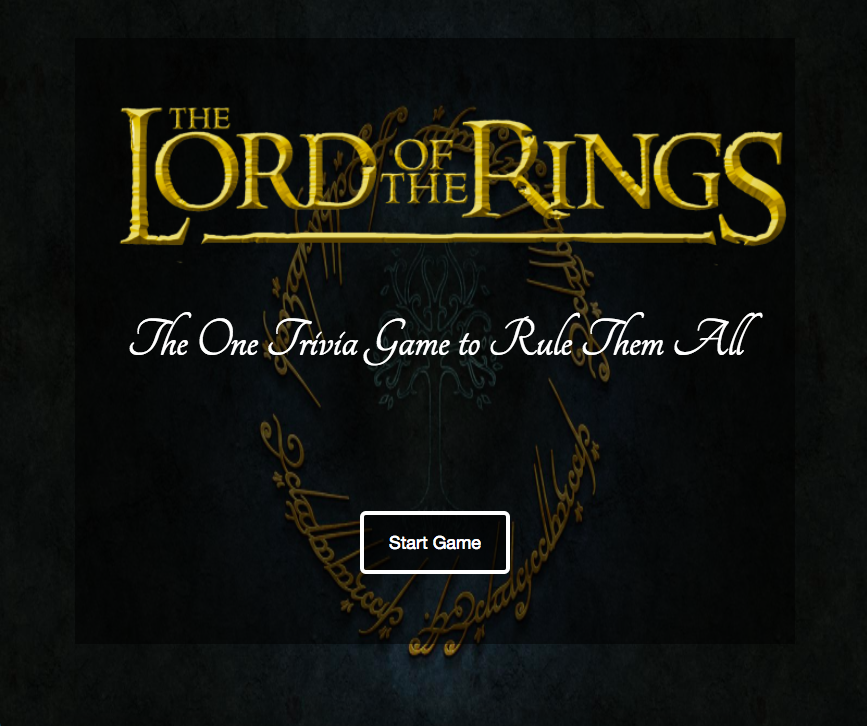 THE LORD OF THE RINGS
The One Trivia Game to Rule Them All
Start Game